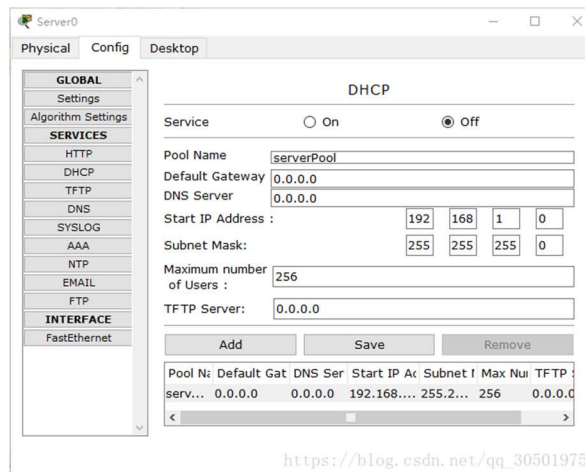 Server0
Physical Config Desktop
GLOBAL
Settings
Algorithm Settings
SERVICES
HTTP
DHCP
TFTP
DNS
SYSLOG
AAA
NTP
EMAIL
FTP
INTERFACE
FastEthernet
DHCP
Service On Off
Pool Name serverPool
Default Gateway 0.0.0.0
DNS Server 0.0.0.0
Start IP Address : 192 168 1 0
Subnet Mask: 255 255 255 0
Maximum number
of Users : 256
TFTP Server: 0.0.0.0
Add Save Remove
Pool Na Default Gat DNS Ser Start IP Ac Subnet Max Nu TFTP
serv... 0.0.0.0 0.0.0.0 192.168.... 255.2... 256 0.0.0.0
https://blog.csdn.net/qq_30501975